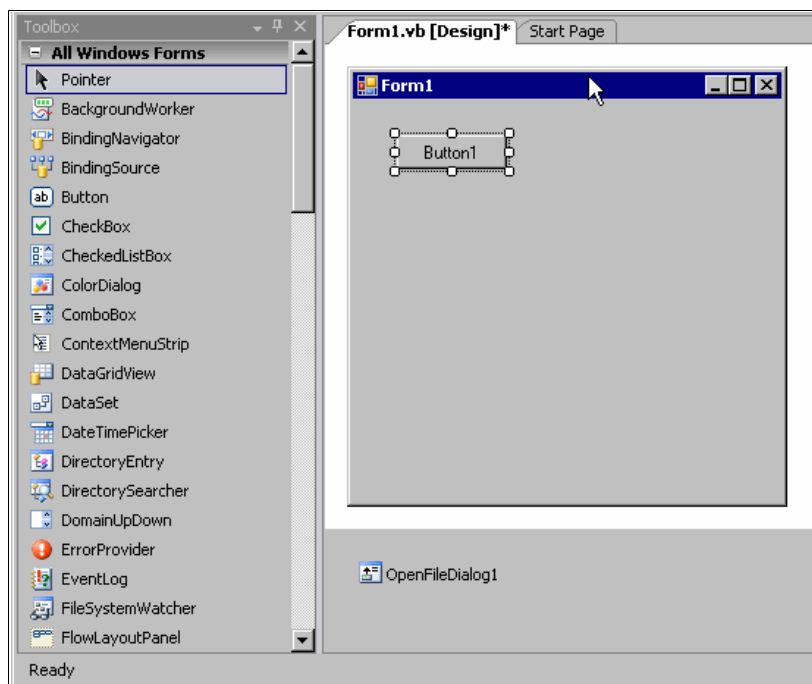 Toolbox
All Windows Forms
Pointer
BackgroundWorker
BindingNavigator
BindingSource
ab Button
CheckBox
CheckedListBox
ColorDialog
ComboBox
ContextMenuStrip
DataGridView
DataSet
DateTimePicker
DirectoryEntry
DirectorySearcher
DomainUpDown
ErrorProvider
EventLog
FileSystemWatcher
FlowLayoutPanel
Form1.vb [Design]* Start Page
Form1
Button1
OpenFileDialog1
Ready